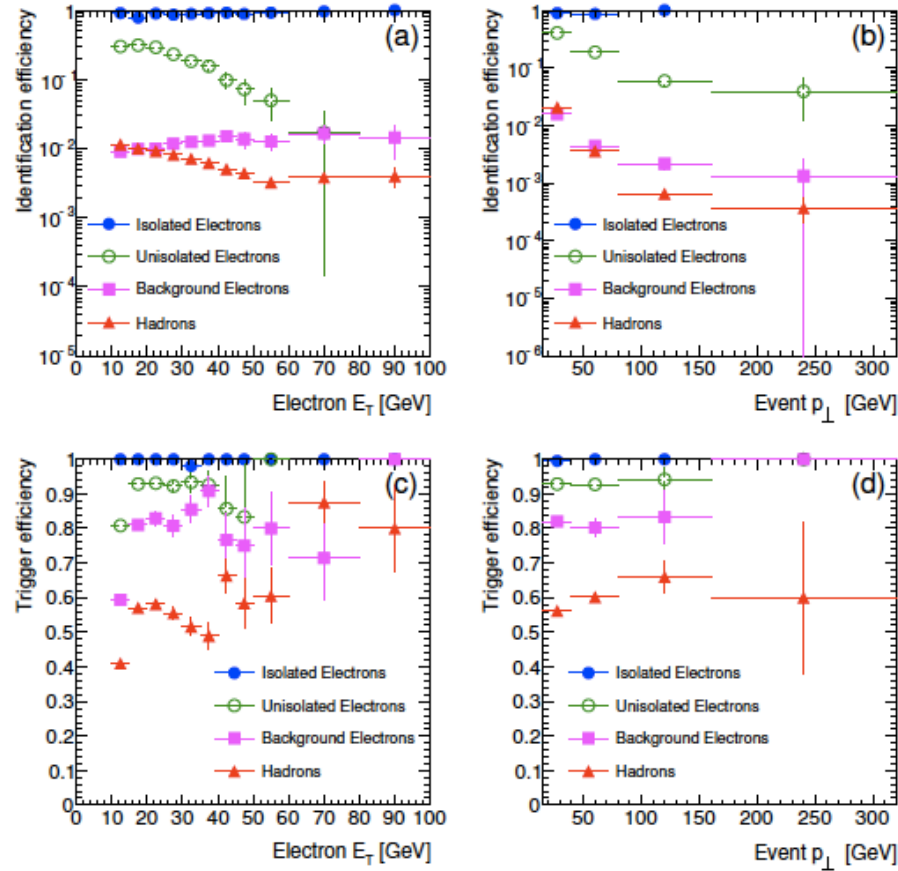 (a)
Identification efficiency
1
10^-1
10^-2
10^-3
10^-4
10^-5
Isolated Electrons
Unisolated Electrons
Background Electrons
Hadrons
0 10 20 30 40 50 60 70 80 90 100
Electron E_T [GeV]
(b)
Identification efficiency
1
10^-1
10^-2
10^-3
10^-4
10^-5
10^-6
Isolated Electrons
Unisolated Electrons
Background Electrons
Hadrons
50 100 150 200 250 300
Event p_⊥ [GeV]
(c)
Trigger efficiency
1
0.9
0.8
0.7
0.6
0.5
0.4
0.3
0.2
0.1
0
Isolated Electrons
Unisolated Electrons
Background Electrons
Hadrons
0 10 20 30 40 50 60 70 80 90 100
Electron E_T [GeV]
(d)
Trigger efficiency
1
0.9
0.8
0.7
0.6
0.5
0.4
0.3
0.2
0.1
0
Isolated Electrons
Unisolated Electrons
Background Electrons
Hadrons
50 100 150 200 250 300
Event p_⊥ [GeV]